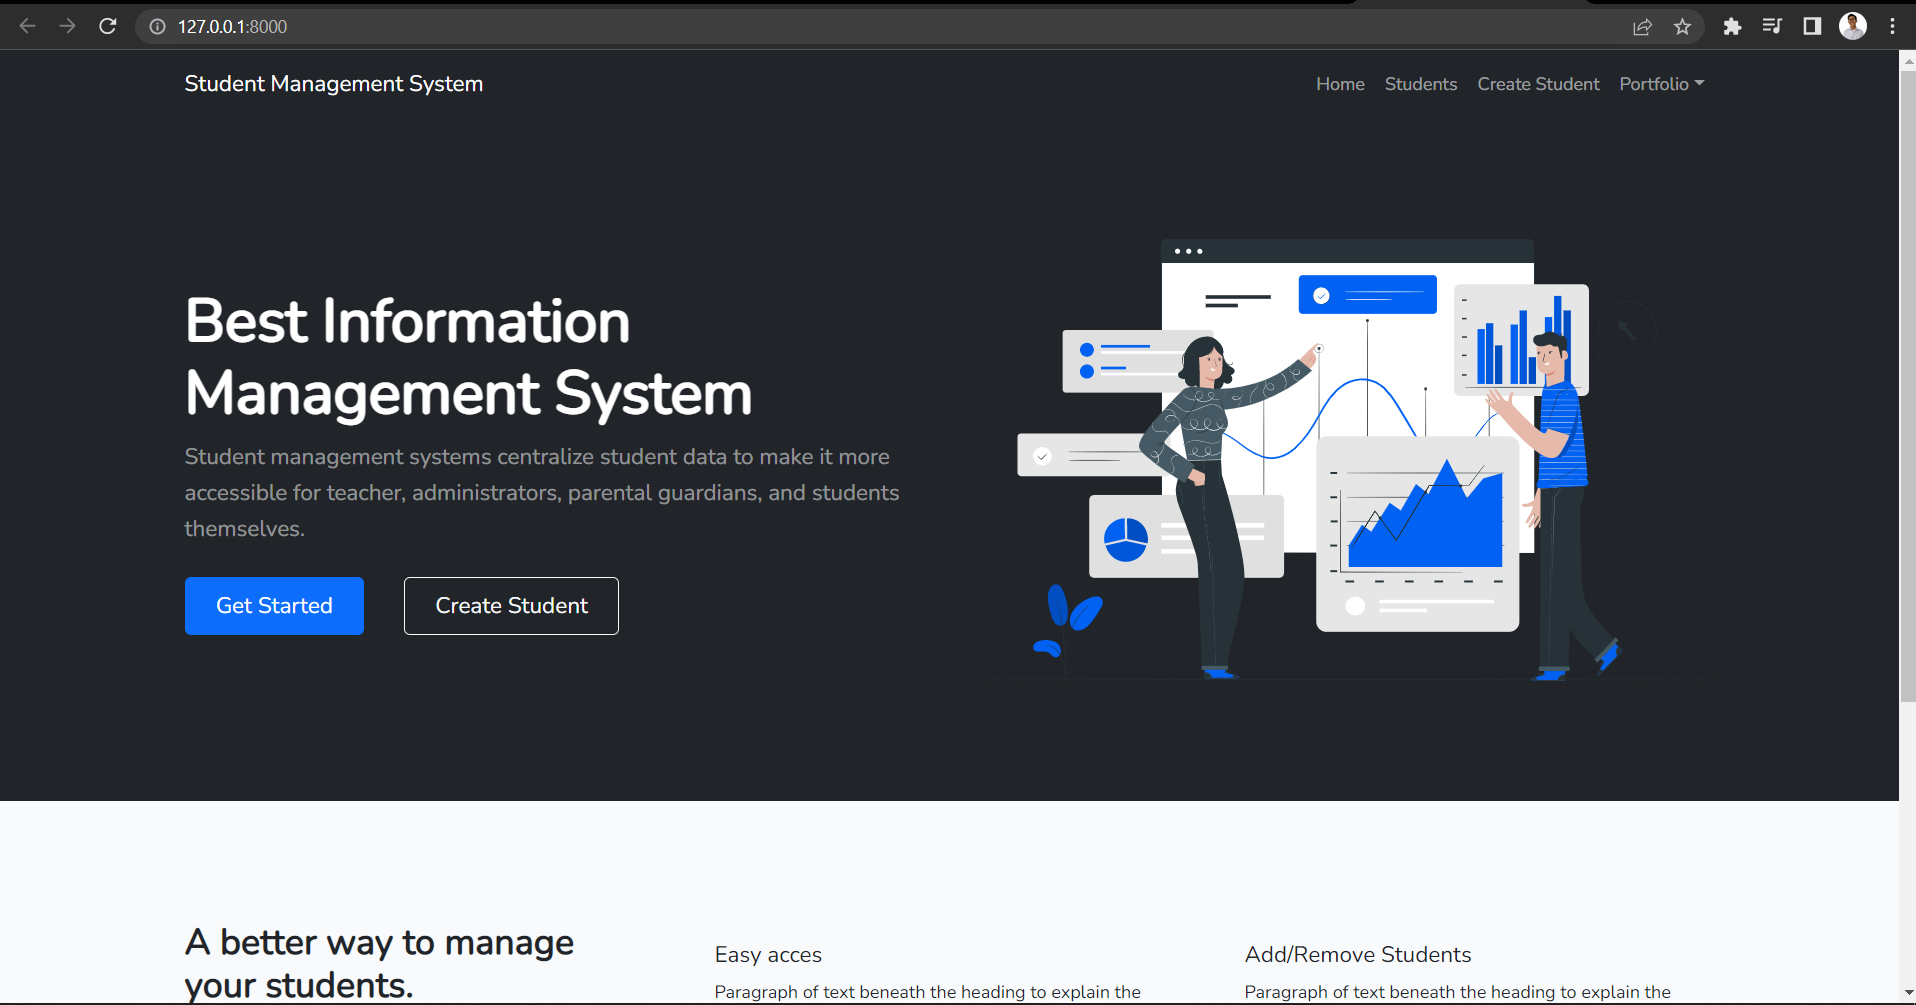 127.0.0.1:8000
Student Management System
Home Students Create Student Portfolio
Best Information
Management System
Student management systems centralize student data to make it more
accessible for teacher, administrators, parental guardians, and students
themselves.
Get Started Create Student
A better way to manage
your students.
Easy acces
Paragraph of text beneath the heading to explain the
Add/Remove Students
Paragraph of text beneath the heading to explain the